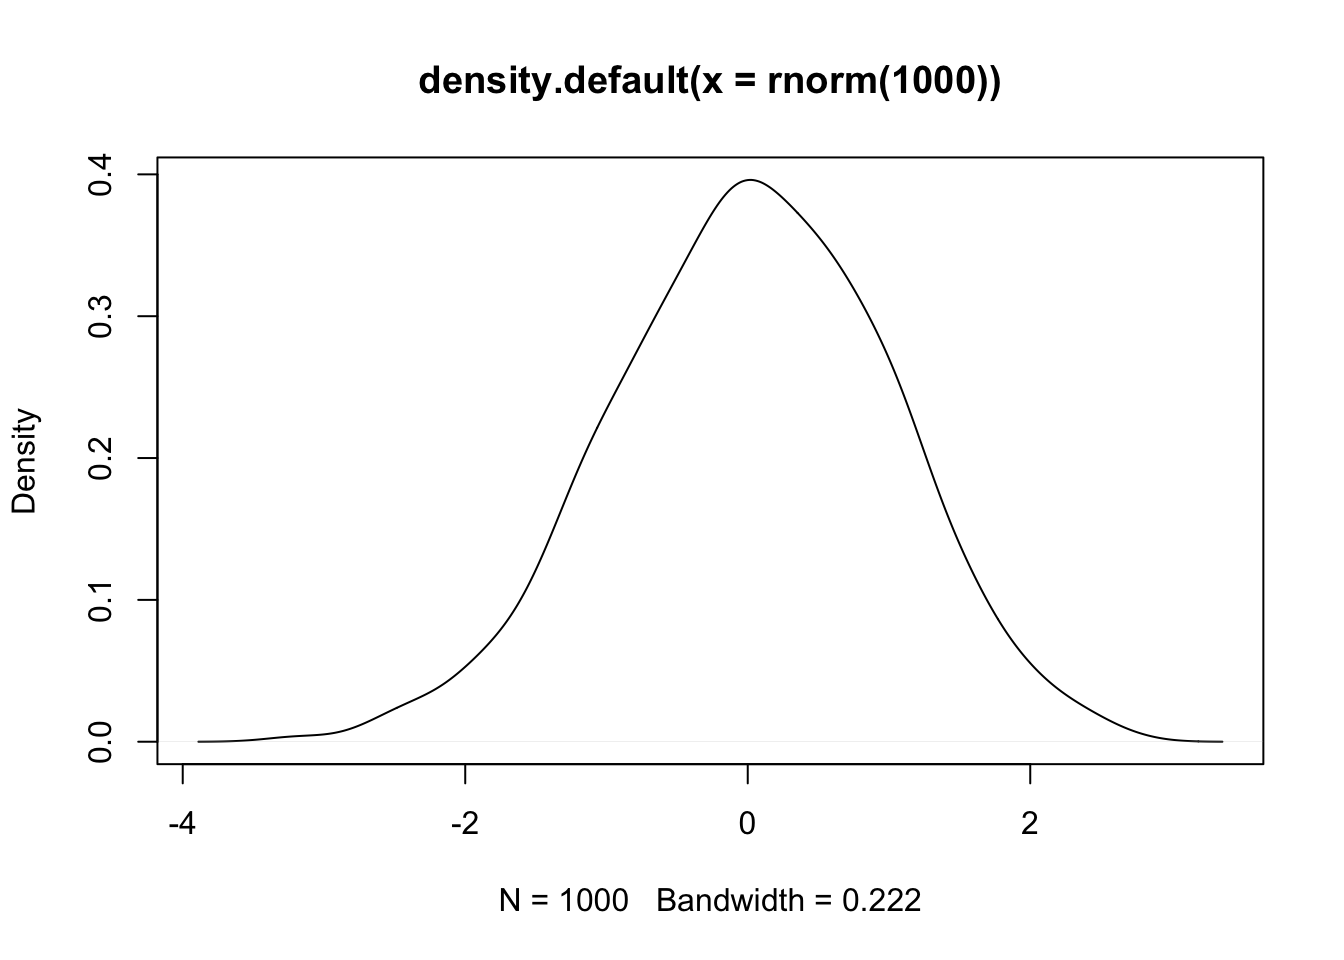 density.default(x = rnorm(1000))
Density
0.4
0.3
0.2
0.1
0.0
-4 -2 0 2
N = 1000 Bandwidth = 0.222